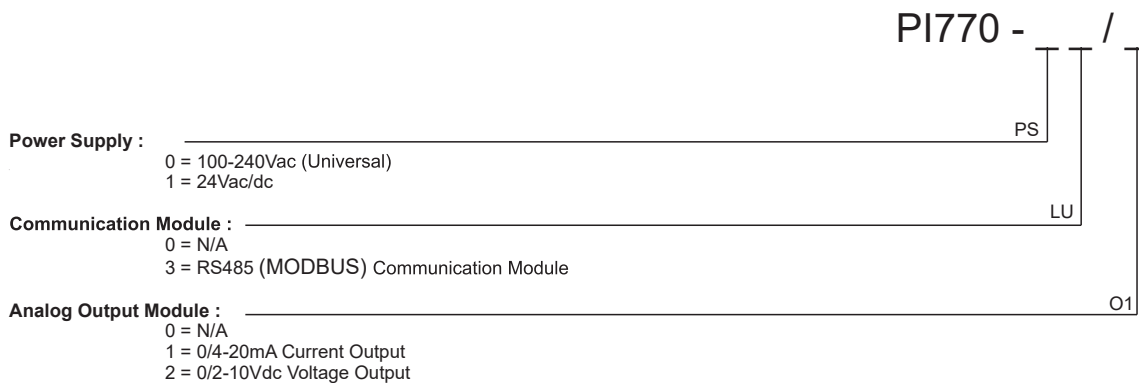 PI770 - _ _ / _
PS
Power Supply :
0 = 100-240Vac (Universal)
1 = 24Vac/dc
LU
Communication Module :
0 = N/A
3 = RS485 (MODBUS) Communication Module
O1
Analog Output Module :
0 = N/A
1 = 0/4-20mA Current Output
2 = 0/2-10Vdc Voltage Output